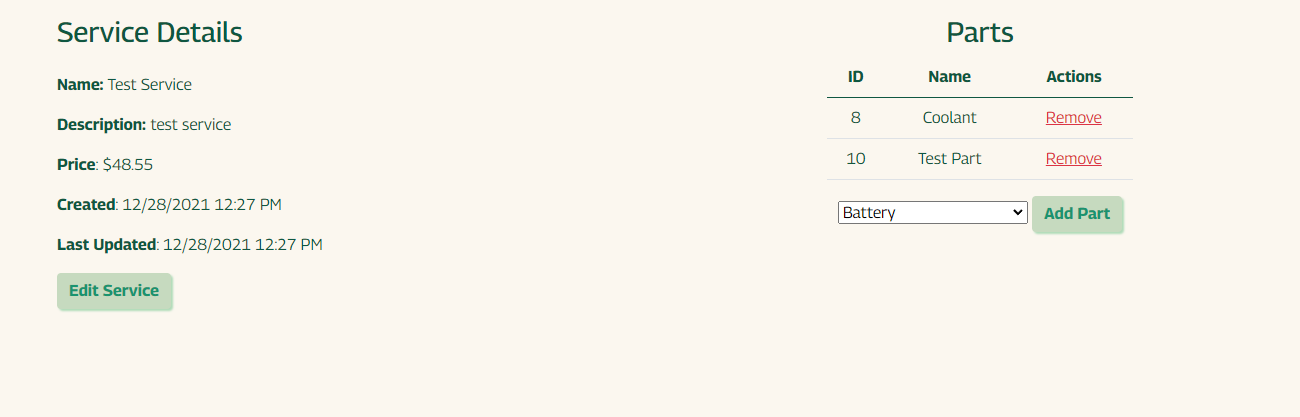 Service Details
Name: Test Service
Description: test service
Price: $48.55
Created: 12/28/2021 12:27 PM
Last Updated: 12/28/2021 12:27 PM
Edit Service
Parts
ID Name Actions
8 Coolant Remove
10 Test Part Remove
Battery Add Part